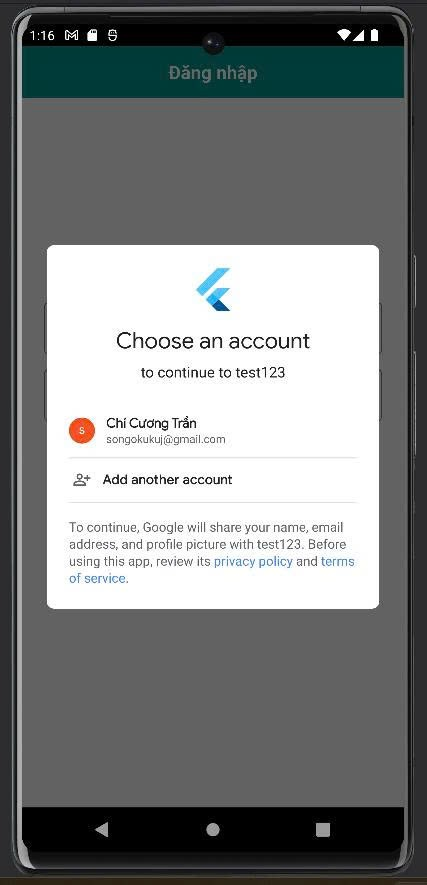 1:16
Đăng nhập
Choose an account
to continue to test123
S
Chí Cương Trần
songokukuj@gmail.com
Add another account
To continue, Google will share your name, email
address, and profile picture with test123. Before
using this app, review its privacy policy and terms
of service.